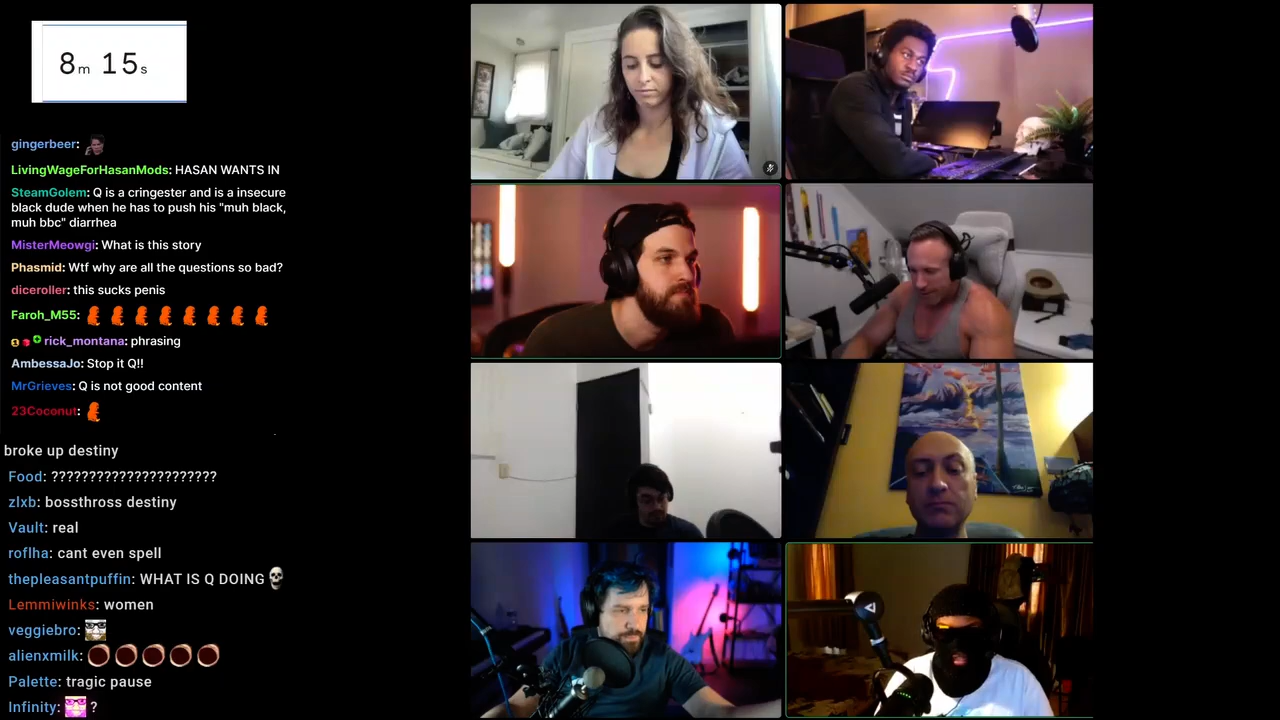 8m 15s
gingerbeer:
LivingWageForHasanMods: HASAN WANTS IN
SteamGolem: Q is a cringester and is a insecure
black dude when he has to push his "muh black,
muh bbc" diarrhea
MisterMeowgi: What is this story
Phasmid: Wtf why are all the questions so bad?
diceroller: this sucks penis
Faroh_M55:
rick_montana: phrasing
AmbessaJo: Stop it Q!!
MrGrieves: Q is not good content
23Coconut:
broke up destiny
Food: ??????????????????????
zlxb: bossthross destiny
Vault: real
roflha: cant even spell
thepleasantpuffin: WHAT IS Q DOING
Lemmiwinks: women
veggiebro:
alienxmilk:
Palette: tragic pause
Infinity: ?